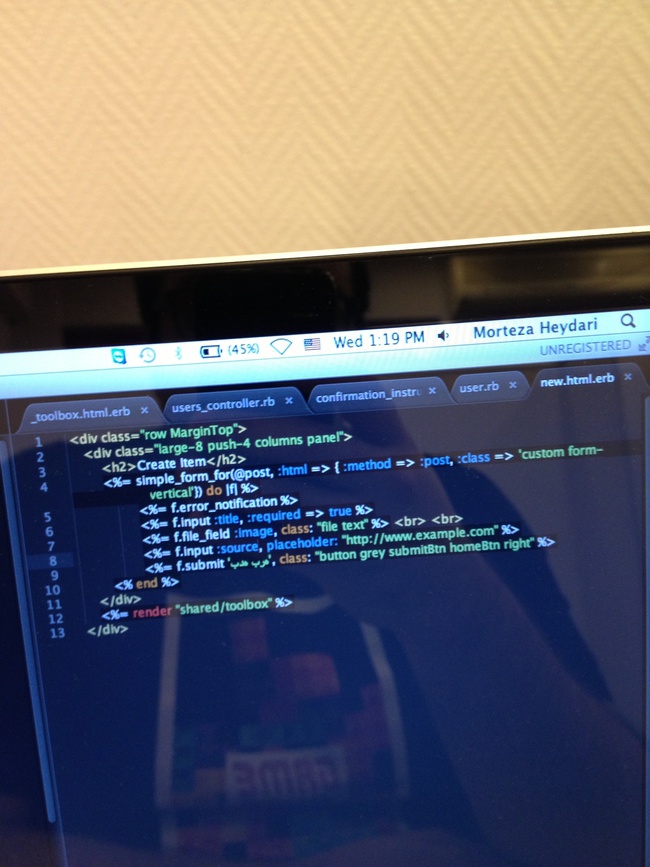 (45%) Wed 1:19 PM Morteza Heydari
UNREGISTERED
_toolbox.html.erb × users_controller.rb × confirmation_instru × user.rb × new.html.erb ×
1 <div class="row MarginTop">
2 <div class="large-8 push-4 columns panel">
3 <h2>Create Item</h2>
4 <%= simple_form_for(@post, :html => { :method => :post, :class => 'custom form-
vertical'}) do |f| %>
5 <%= f.error_notification %>
6 <%= f.input :title, :required => true %>
7 <%= f.file_field :image, class: "file text" %> <br> <br>
8 <%= f.input :source, placeholder: "http://www.example.com" %>
9 <%= f.submit '', class: "button grey submitBtn homeBtn right" %>
10 <% end %>
11 </div>
12 <%= render "shared/toolbox" %>
13 </div>